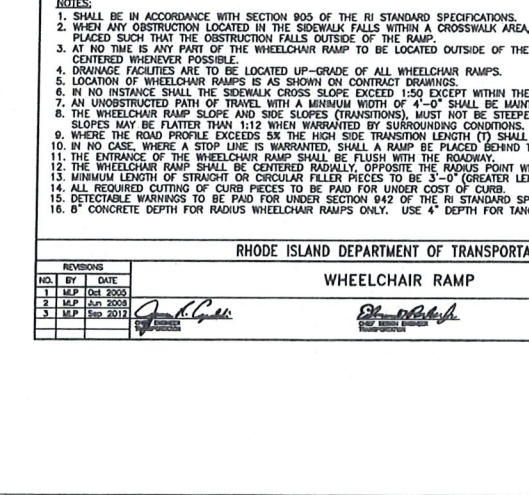 NOTES:
1. SHALL BE IN ACCORDANCE WITH SECTION 905 OF THE RI STANDARD SPECIFICATIONS.
2. WHEN ANY OBSTRUCTION LOCATED IN THE SIDEWALK FALLS WITHIN A CROSSWALK AREA,
PLACED SUCH THAT THE OBSTRUCTION FALLS OUTSIDE OF THE RAMP.
3. AT NO TIME IS ANY PART OF THE WHEELCHAIR RAMP TO BE LOCATED OUTSIDE OF THE
CENTERED WHENEVER POSSIBLE.
4. DRAINAGE FACILITIES ARE TO BE LOCATED UP-GRADE OF ALL WHEELCHAIR RAMPS.
5. LOCATION OF WHEELCHAIR RAMPS IS AS SHOWN ON CONTRACT DRAWINGS.
6. IN NO INSTANCE SHALL THE SIDEWALK CROSS SLOPE EXCEED 1:50 EXCEPT WITHIN THE
7. AN UNOBSTRUCTED PATH OF TRAVEL WITH A MINIMUM WIDTH OF 4'-0" SHALL BE MAIN
8. THE WHEELCHAIR RAMP SLOPE AND SIDE SLOPES (TRANSITIONS), MUST NOT BE STEEPE
SLOPES MAY BE FLATTER THAN 1:12 WHEN WARRANTED BY SURROUNDING CONDITIONS.
9. WHERE THE ROAD PROFILE EXCEEDS 5% THE HIGH SIDE TRANSITION LENGTH (T) SHALL
10. IN NO CASE, WHERE A STOP LINE IS WARRANTED, SHALL A RAMP BE PLACED BEHIND T
11. THE ENTRANCE OF THE WHEELCHAIR RAMP SHALL BE FLUSH WITH THE ROADWAY.
12. THE WHEELCHAIR RAMP SHALL BE CENTERED RADIALLY, OPPOSITE THE RADIUS POINT W
13. MINIMUM LENGTH OF STRAIGHT OR CIRCULAR FILLER PIECES TO BE 3'-0" (GREATER LE
14. ALL REQUIRED CUTTING OF CURB PIECES TO BE PAID FOR UNDER COST OF CURB.
15. DETECTABLE WARNINGS TO BE PAID FOR UNDER SECTION 942 OF THE RI STANDARD SP
16. 8" CONCRETE DEPTH FOR RADIUS WHEELCHAIR RAMPS ONLY. USE 4" DEPTH FOR TAN
RHODE ISLAND DEPARTMENT OF TRANSPORTA
WHEELCHAIR RAMP
REVISIONS
NO. BY DATE
1 MLP Oct 2005
2 MLP Jun 2008
3 MLP Sep 2012
CHIEF ENGINEER
TRANSPORTATION
CHIEF DESIGN ENGINEER
TRANSPORTATION